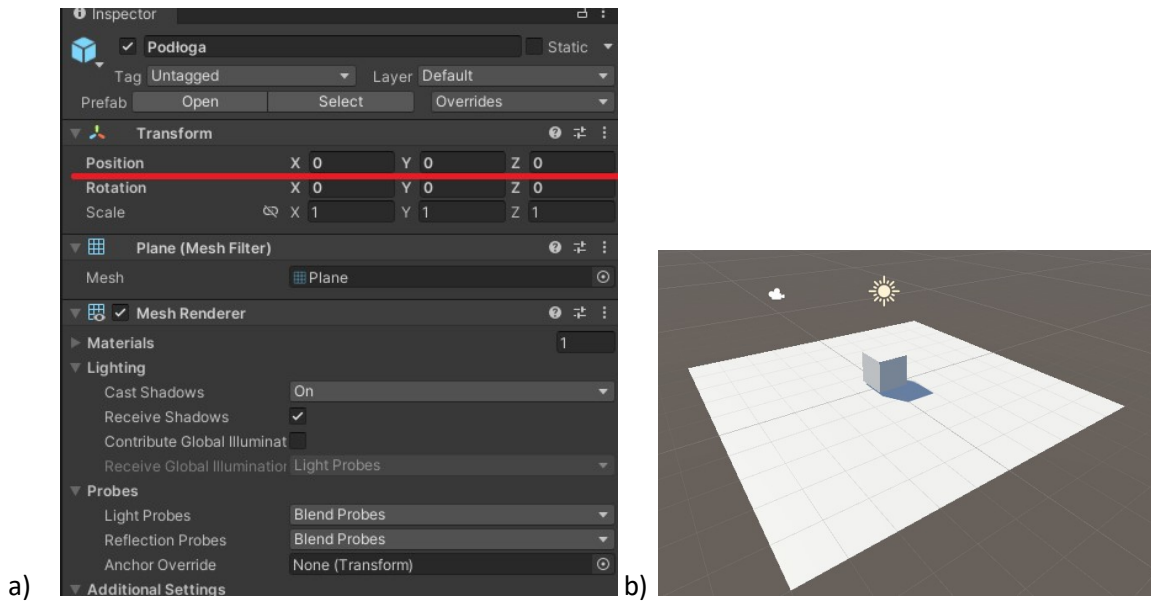 Inspector
Podłoga Static
Tag Untagged Layer Default
Prefab Open Select Overrides
Transform
Position X 0 Y 0 Z 0
Rotation X 0 Y 0 Z 0
Scale X 1 Y 1 Z 1
Plane (Mesh Filter)
Mesh Plane
Mesh Renderer
Materials 1
Lighting
Cast Shadows On
Receive Shadows
Contribute Global Illuminat
Receive Global Illumination Light Probes
Probes
Light Probes Blend Probes
Reflection Probes Blend Probes
Anchor Override None (Transform)
Additional Settings
a) b)